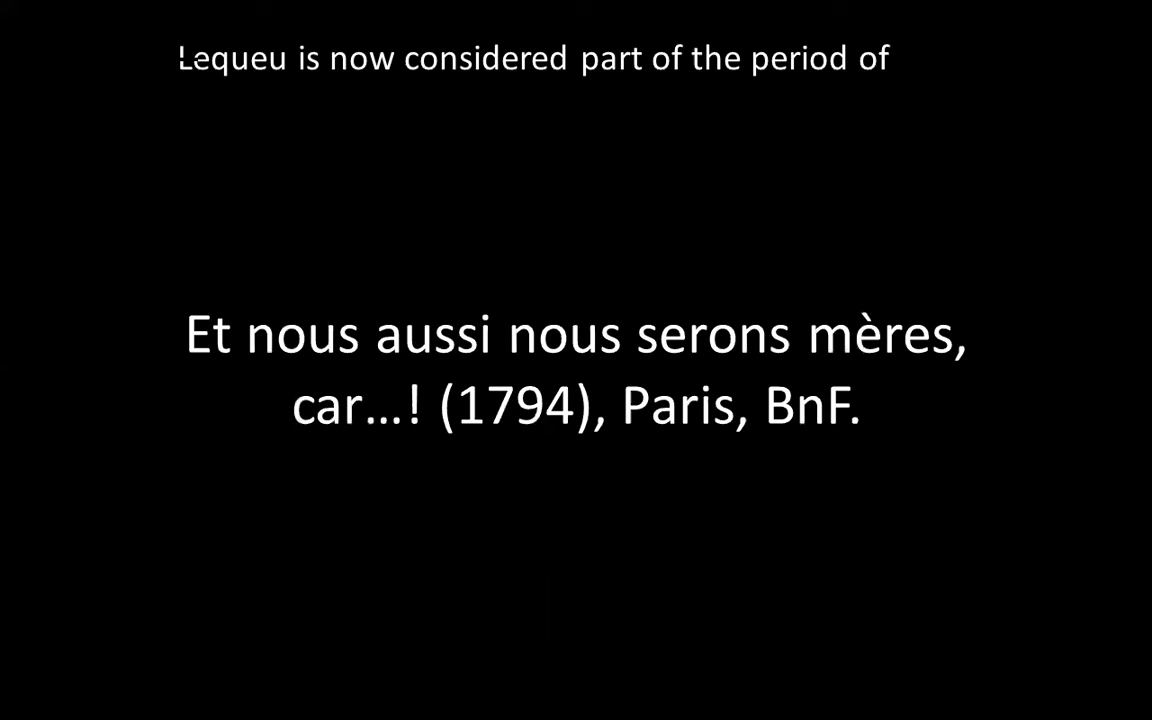 Lequeu is now considered part of the period of
Et nous aussi nous serons mères,
car…! (1794), Paris, BnF.